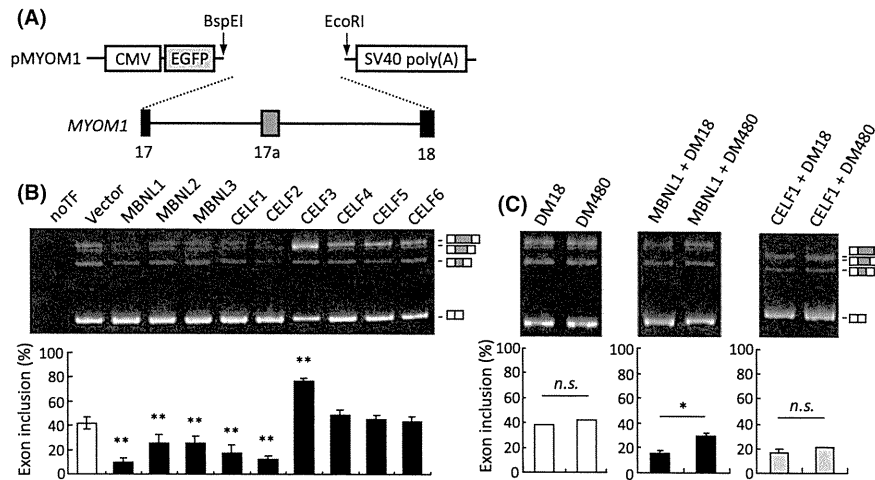 (A)
BspEI EcoRI
pMYOM1 CMV EGFP SV40 poly(A)
MYOM1
17 17a 18
(B)
noTF Vector MBNL1 MBNL2 MBNL3 CELF1 CELF2 CELF3 CELF4 CELF5 CELF6
Exon inclusion (%)
100
80
60
40
20
0
** ** ** ** ** **
(C)
DM18 DM480 MBNL1 + DM18 MBNL1 + DM480 CELF1 + DM18 CELF1 + DM480
Exon inclusion (%)
100 100 100
80 80 80
60 60 60
40 40 40
20 20 20
0 0 0
n.s. * n.s.